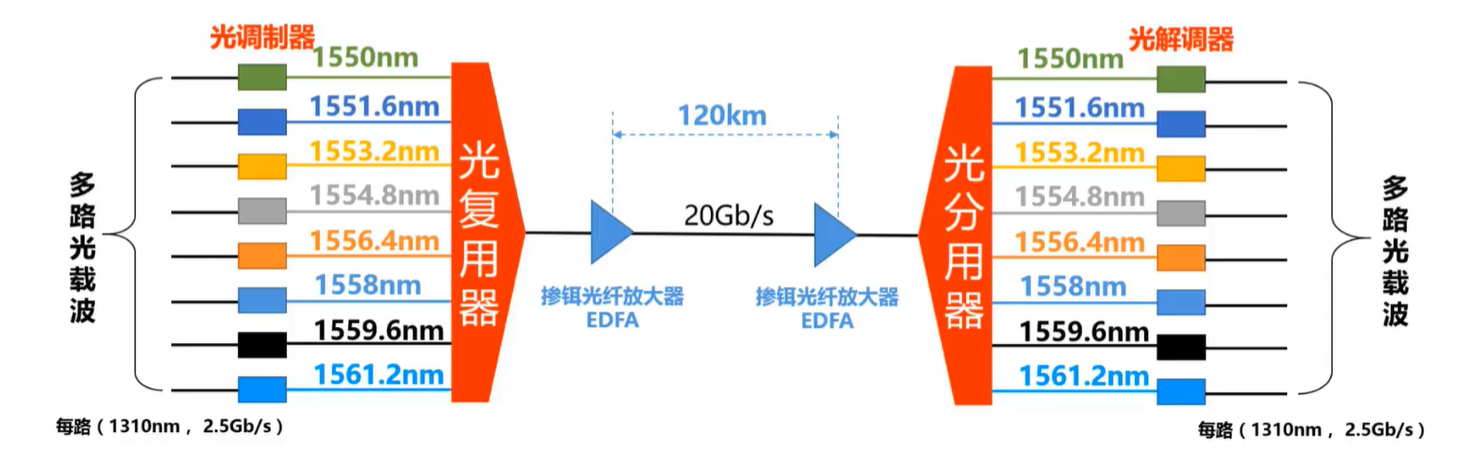 光调制器
1550nm
1551.6nm
1553.2nm
1554.8nm
1556.4nm
1558nm
1559.6nm
1561.2nm
多路光载波
每路（1310nm ，2.5Gb/s）
光复用器
120km
20Gb/s
掺铒光纤放大器
EDFA
掺铒光纤放大器
EDFA
光分用器
光解调器
1550nm
1551.6nm
1553.2nm
1554.8nm
1556.4nm
1558nm
1559.6nm
1561.2nm
多路光载波
每路（1310nm ，2.5Gb/s）